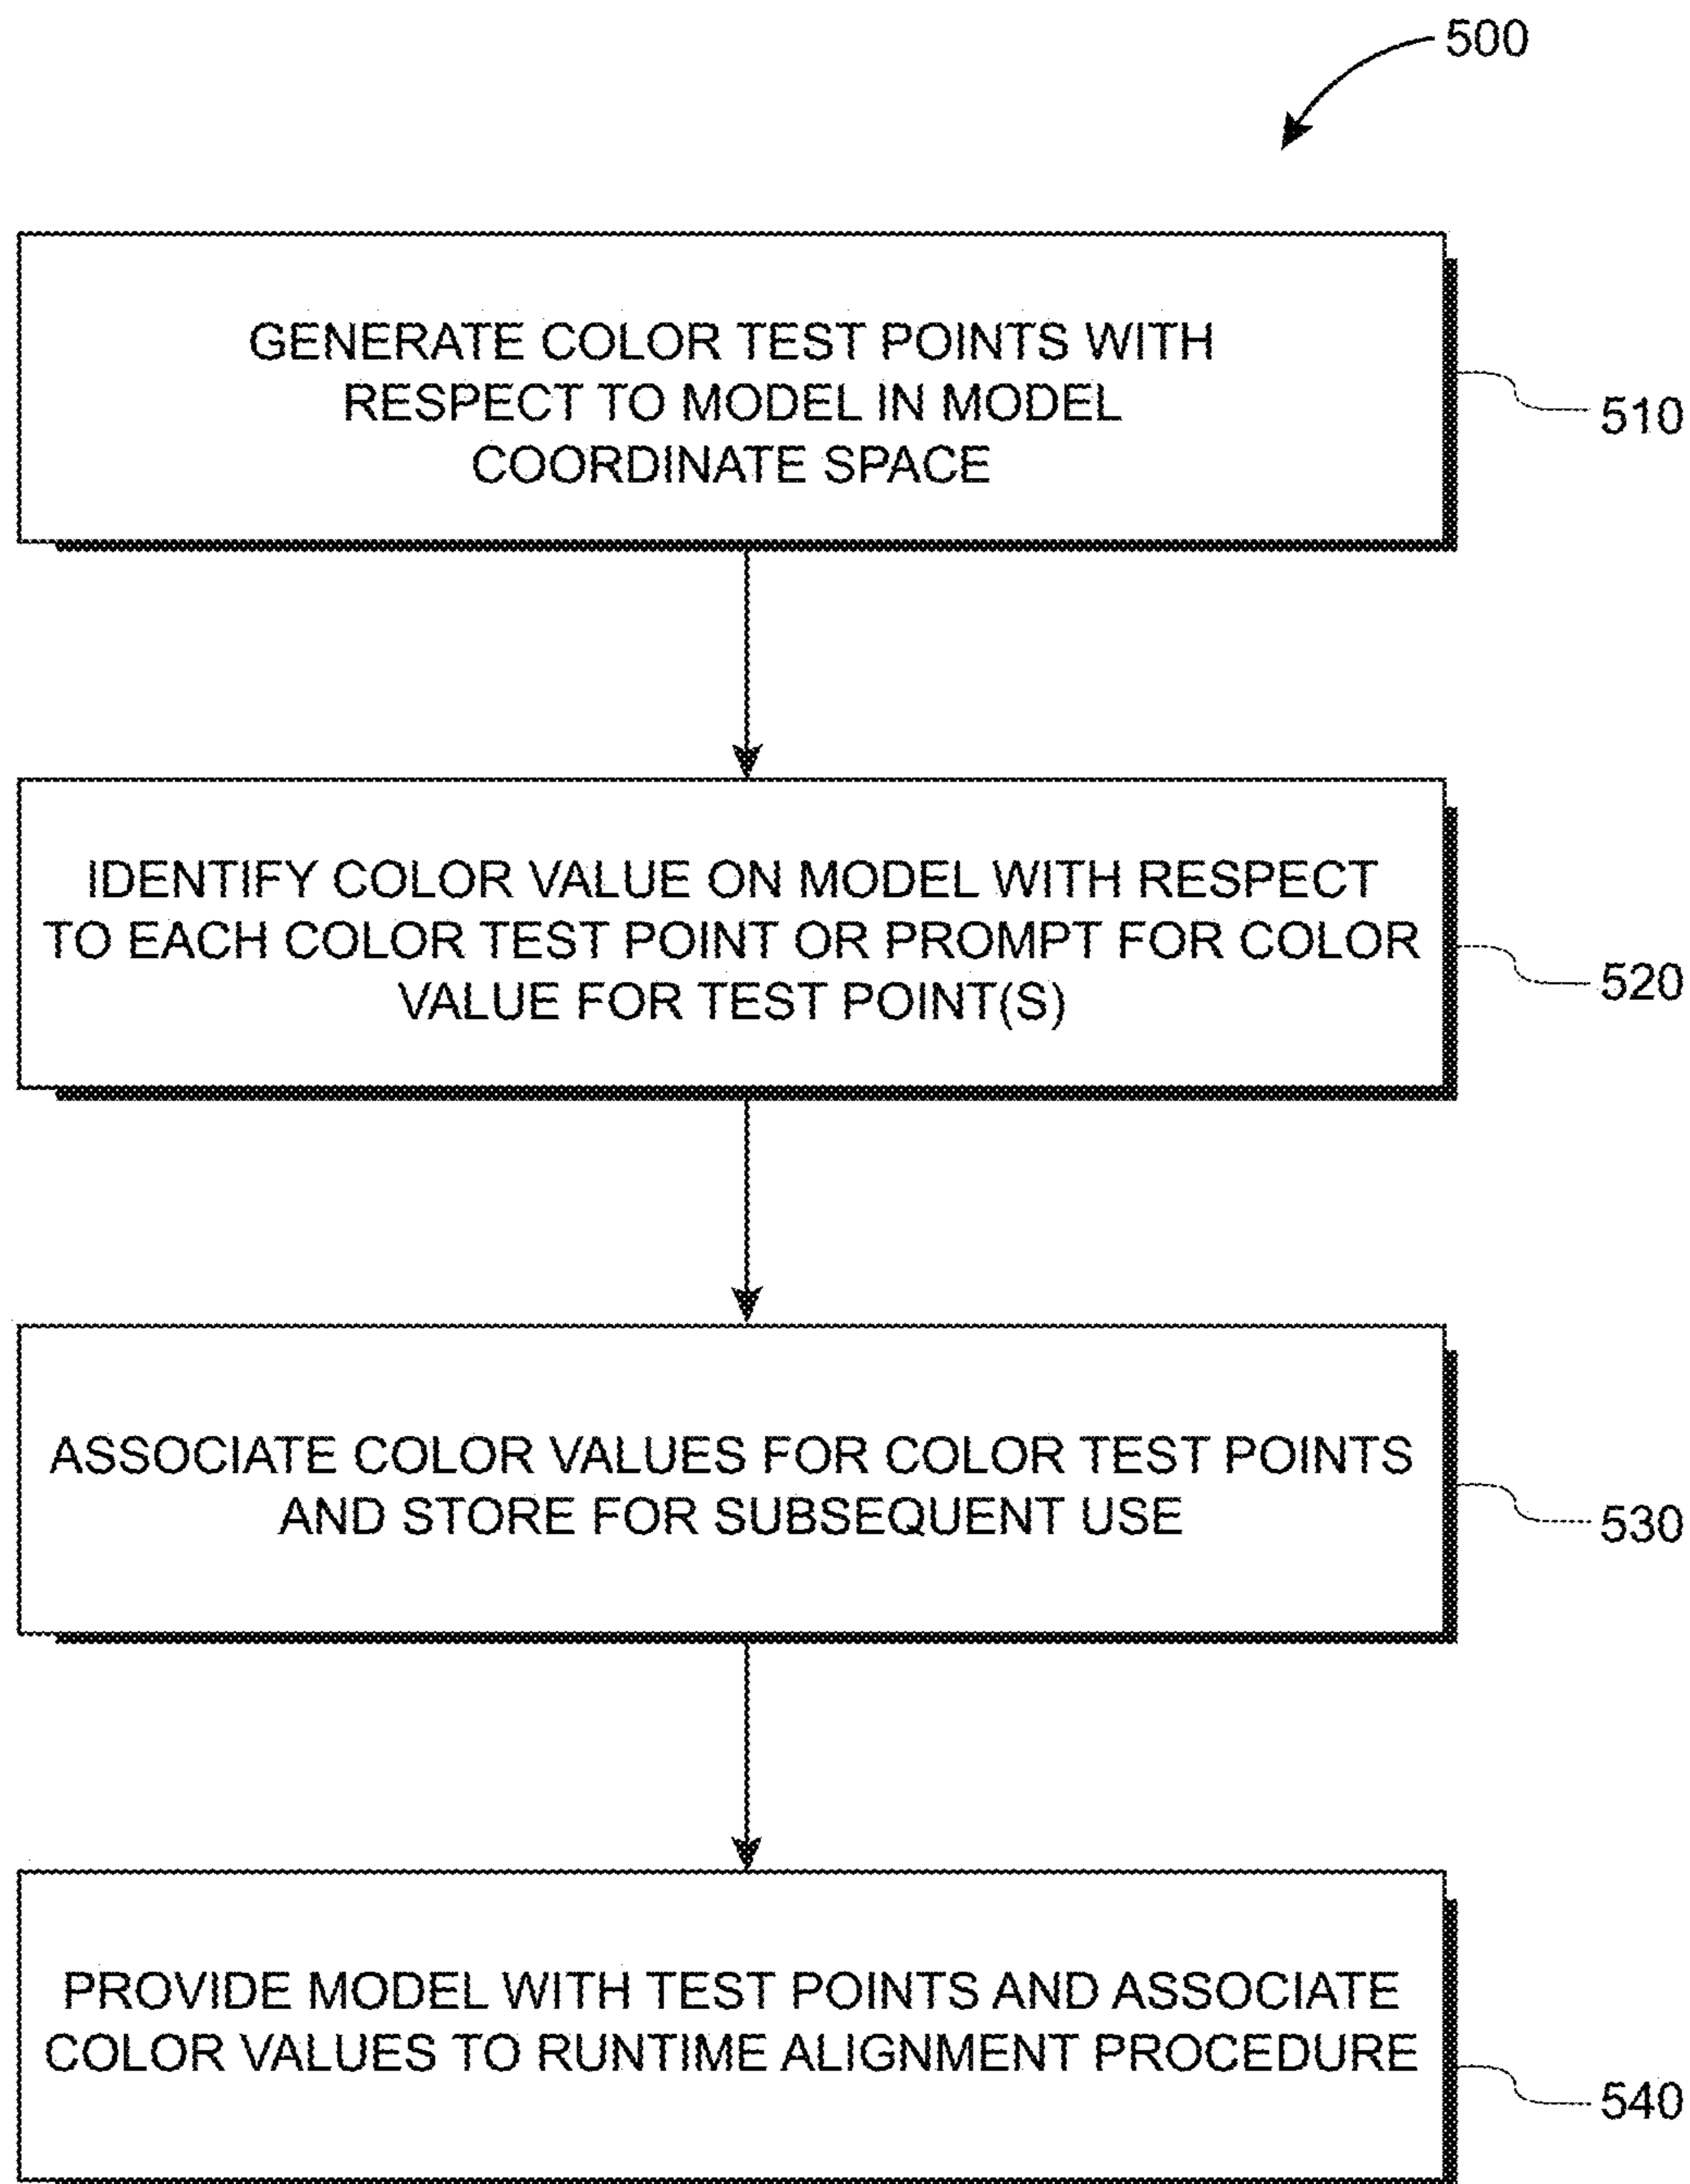 500
GENERATE COLOR TEST POINTS WITH
RESPECT TO MODEL IN MODEL
COORDINATE SPACE
510
IDENTIFY COLOR VALUE ON MODEL WITH RESPECT
TO EACH COLOR TEST POINT OR PROMPT FOR COLOR
VALUE FOR TEST POINT(S)
520
ASSOCIATE COLOR VALUES FOR COLOR TEST POINTS
AND STORE FOR SUBSEQUENT USE
530
PROVIDE MODEL WITH TEST POINTS AND ASSOCIATE
COLOR VALUES TO RUNTIME ALIGNMENT PROCEDURE
540